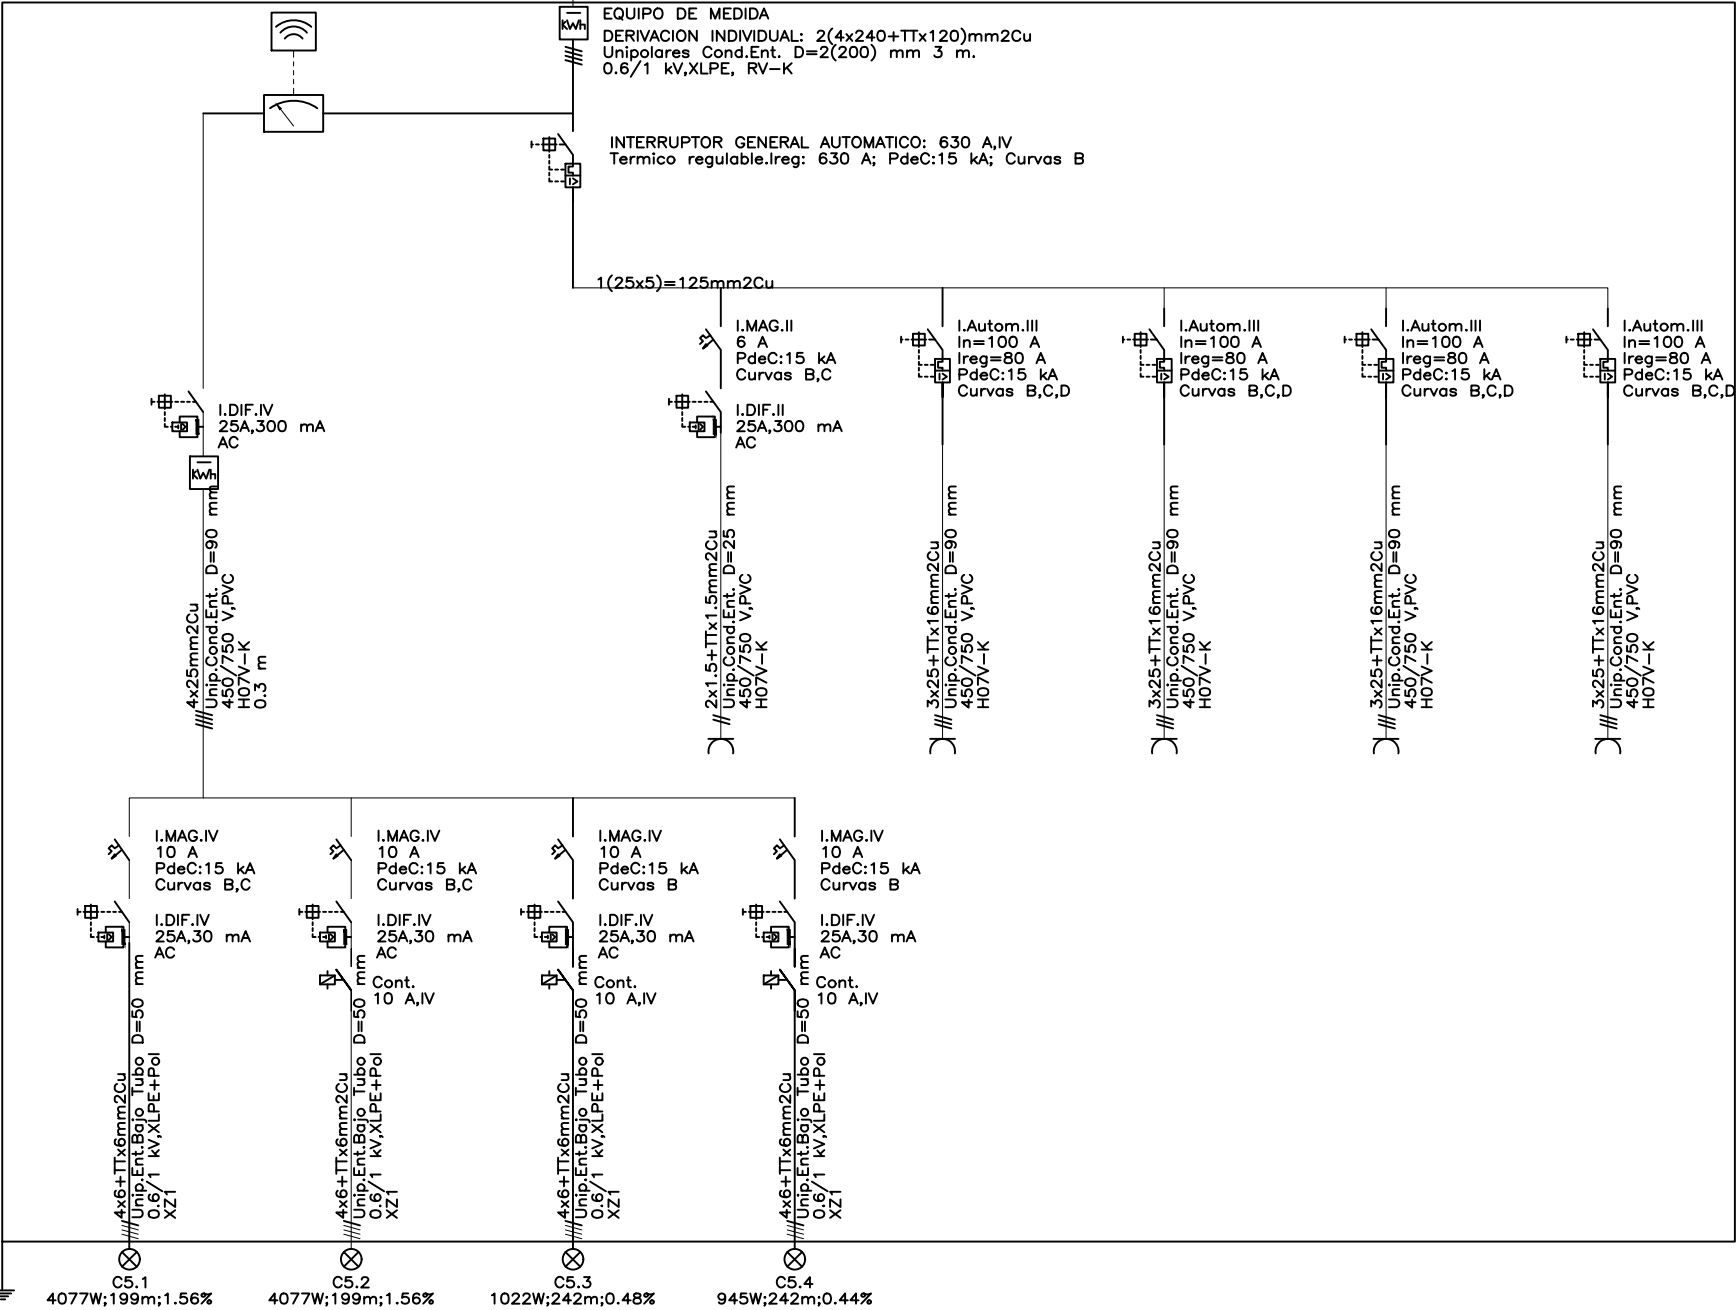 KWh
EQUIPO DE MEDIDA
DERIVACION INDIVIDUAL: 2(4x240+TTx120)mm2Cu
Unipolares Cond.Ent. D=2(200) mm 3 m.
0.6/1 kV,XLPE, RV-K
INTERRUPTOR GENERAL AUTOMATICO: 630 A,IV
Termico regulable.Ireg: 630 A; PdeC:15 kA; Curvas B
1(25x5)=125mm2Cu
I.MAG.II
6 A
PdeC:15 kA
Curvas B,C
I.Autom.III
In=100 A
Ireg=80 A
PdeC:15 kA
Curvas B,C,D
I.Autom.III
In=100 A
Ireg=80 A
PdeC:15 kA
Curvas B,C,D
I.Autom.III
In=100 A
Ireg=80 A
PdeC:15 kA
Curvas B,C,D
I.Autom.III
In=100 A
Ireg=80 A
PdeC:15 kA
Curvas B,C,D
I.DIF.IV
25A,300 mA
AC
I.DIF.II
25A,300 mA
AC
KWh
4x25mm2Cu
Unip.Cond.Ent. D=90 mm
450/750 V,PVC
H07V-K
0.3 m
2x1.5+TTx1.5mm2Cu
Unip.Cond.Ent. D=25 mm
450/750 V,PVC
H07V-K
3x25+TTx16mm2Cu
Unip.Cond.Ent. D=90 mm
450/750 V,PVC
H07V-K
3x25+TTx16mm2Cu
Unip.Cond.Ent. D=90 mm
450/750 V,PVC
H07V-K
3x25+TTx16mm2Cu
Unip.Cond.Ent. D=90 mm
450/750 V,PVC
H07V-K
3x25+TTx16mm2Cu
Unip.Cond.Ent. D=90 mm
450/750 V,PVC
H07V-K
I.MAG.IV
10 A
PdeC:15 kA
Curvas B,C
I.MAG.IV
10 A
PdeC:15 kA
Curvas B,C
I.MAG.IV
10 A
PdeC:15 kA
Curvas B
I.MAG.IV
10 A
PdeC:15 kA
Curvas B
I.DIF.IV
25A,30 mA
AC
I.DIF.IV
25A,30 mA
AC
I.DIF.IV
25A,30 mA
AC
I.DIF.IV
25A,30 mA
AC
Cont.
10 A,IV
Cont.
10 A,IV
Cont.
10 A,IV
4x6+TTx6mm2Cu
Unip.Ent.Bajo Tubo D=50 mm
0.6/1 kV,XLPE+Pol
XZ1
4x6+TTx6mm2Cu
Unip.Ent.Bajo Tubo D=50 mm
0.6/1 kV,XLPE+Pol
XZ1
4x6+TTx6mm2Cu
Unip.Ent.Bajo Tubo D=50 mm
0.6/1 kV,XLPE+Pol
XZ1
4x6+TTx6mm2Cu
Unip.Ent.Bajo Tubo D=50 mm
0.6/1 kV,XLPE+Pol
XZ1
C5.1
4077W;199m;1.56%
C5.2
4077W;199m;1.56%
C5.3
1022W;242m;0.48%
C5.4
945W;242m;0.44%